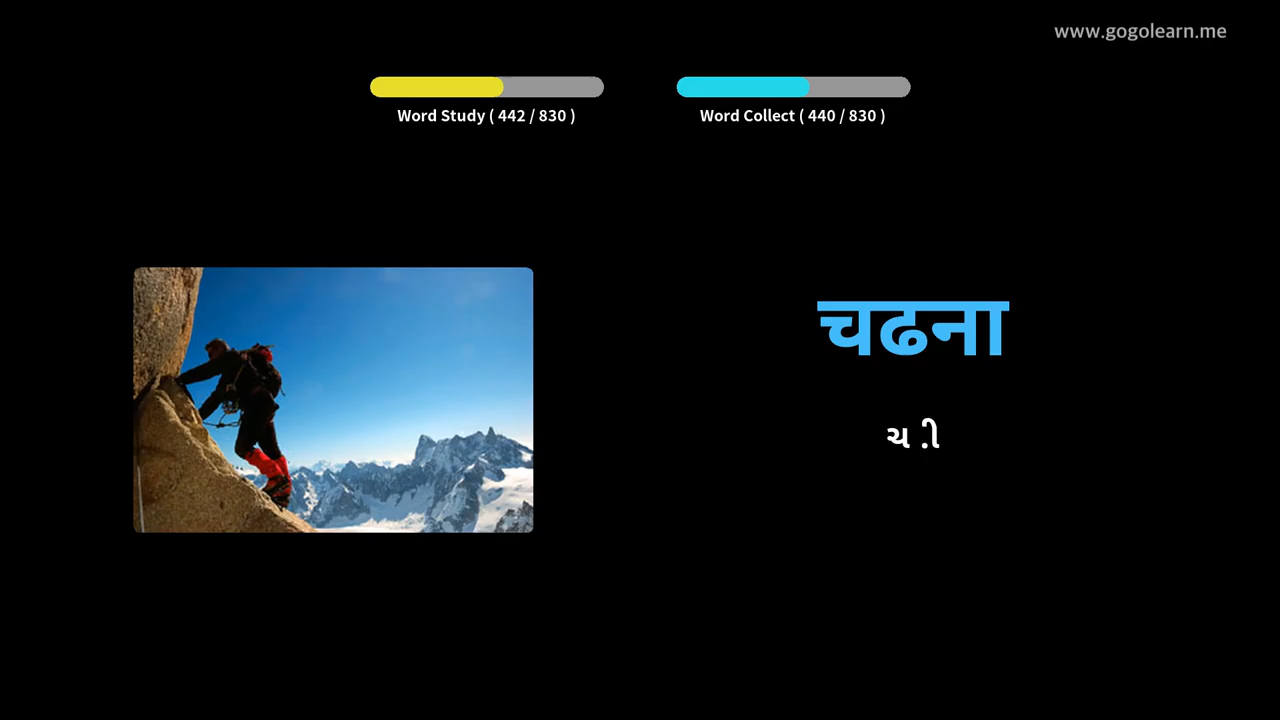 www.gogolearn.me
Word Study ( 442 / 830 )
Word Collect ( 440 / 830 )
चढना
ચ .ી